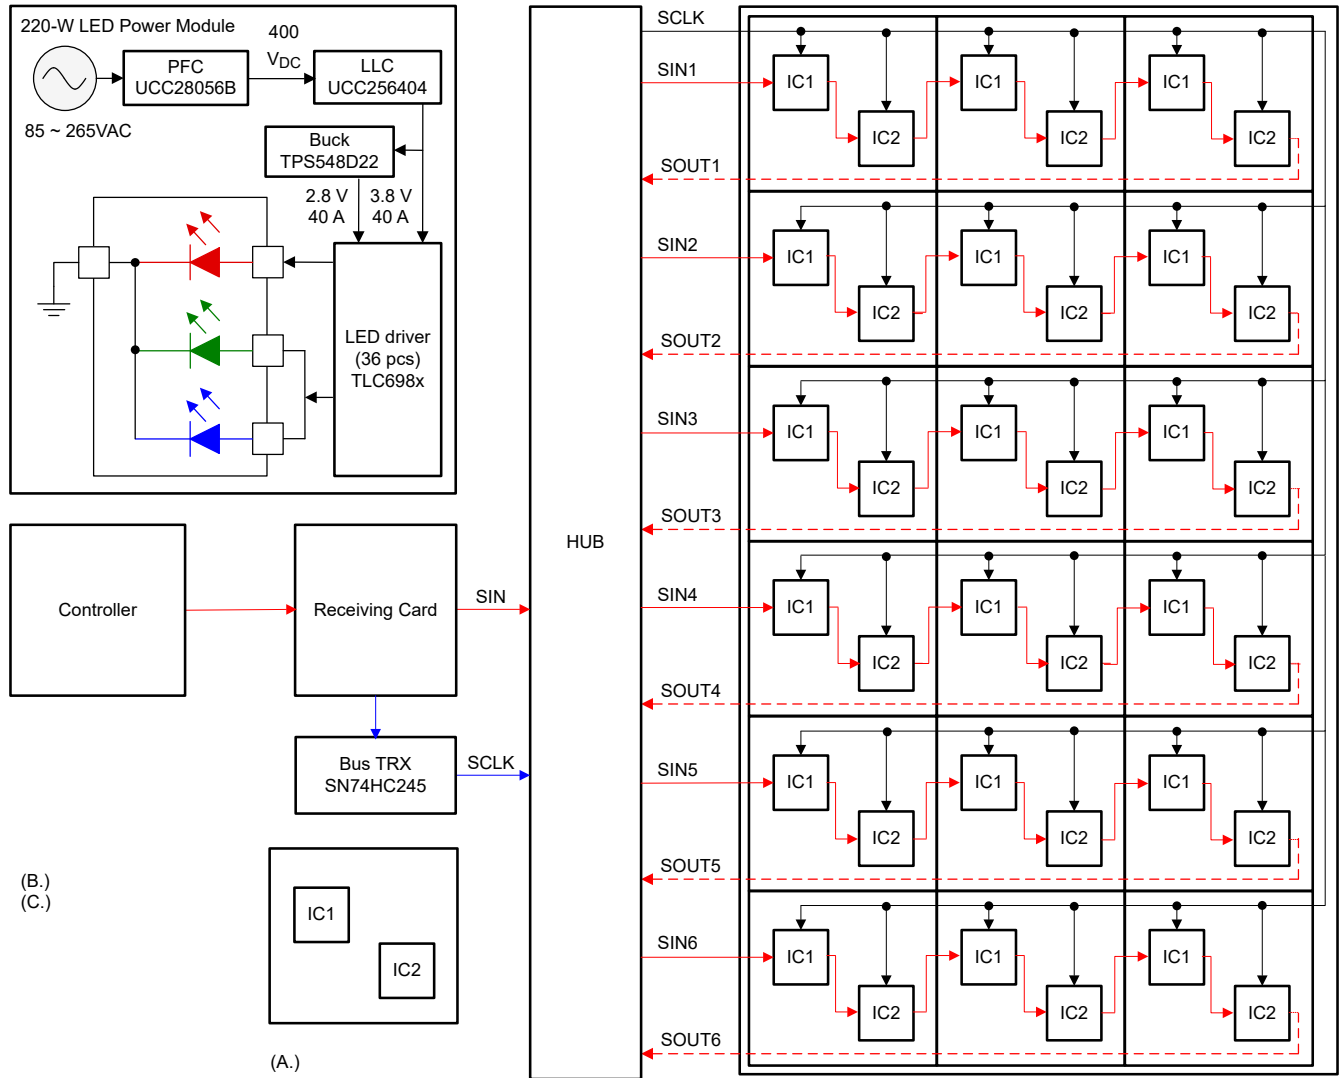 220-W LED Power Module
400
VDC
PFC
UCC28056B
LLC
UCC256404
85 ~ 265VAC
Buck
TPS548D22
2.8 V
40 A
3.8 V
40 A
LED driver
(36 pcs)
TLC698x
Controller
Receiving Card
SIN
Bus TRX
SN74HC245
SCLK
(B.)
(C.)
IC1
IC2
(A.)
HUB
SCLK
SIN1
IC1
IC1
IC1
IC2
IC2
IC2
SOUT1
SIN2
IC1
IC1
IC1
IC2
IC2
IC2
SOUT2
SIN3
IC1
IC1
IC1
IC2
IC2
IC2
SOUT3
SIN4
IC1
IC1
IC1
IC2
IC2
IC2
SOUT4
SIN5
IC1
IC1
IC1
IC2
IC2
IC2
SOUT5
SIN6
IC1
IC1
IC1
IC2
IC2
IC2
SOUT6